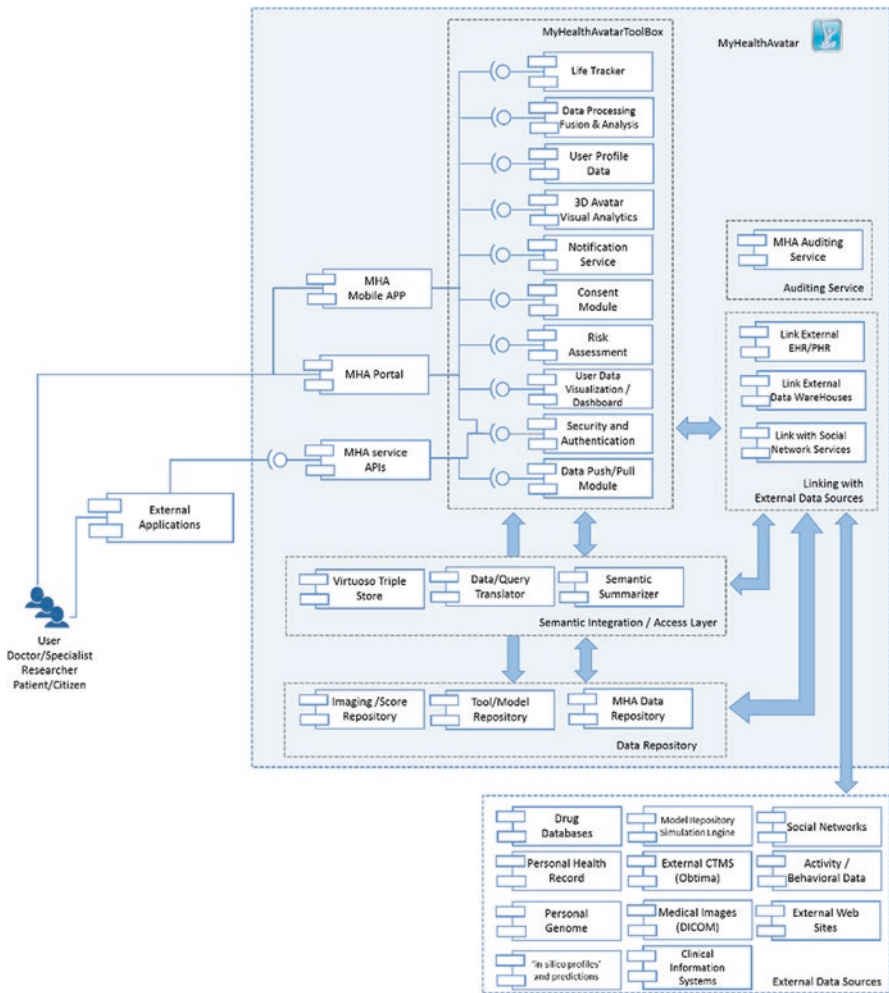 MyHealthAvatarToolBox
MyHealthAvatar
Life Tracker
Data Processing
Fusion & Analysis
User Profile
Data
3D Avatar
Visual Analytics
Notification
Service
Consent
Module
Risk
Assessment
User Data
Visualization /
Dashboard
Security and
Authentication
Data Push/Pull
Module
MHA
Mobile APP
MHA Portal
MHA service
APIs
External
Applications
User
Doctor/Specialist
Researcher
Patient/Citizen
MHA Auditing
Service
Auditing Service
Link External
EHR/PHR
Link External
Data WareHouses
Link with Social
Network Services
Linking with
External Data Sources
Virtuoso Triple
Store
Data/Query
Translator
Semantic
Summarizer
Semantic Integration / Access Layer
Imaging /Score
Repository
Tool/Model
Repository
MHA Data
Repository
Data Repository
Drug
Databases
Model Repository
Simulation Engine
Social Networks
Personal Health
Record
External CTMS
(Obtima)
Activity /
Behavioral Data
Personal
Genome
Medical Images
(DICOM)
External Web
Sites
'in silico profiles'
and predictions
Clinical
Information
Systems
External Data Sources